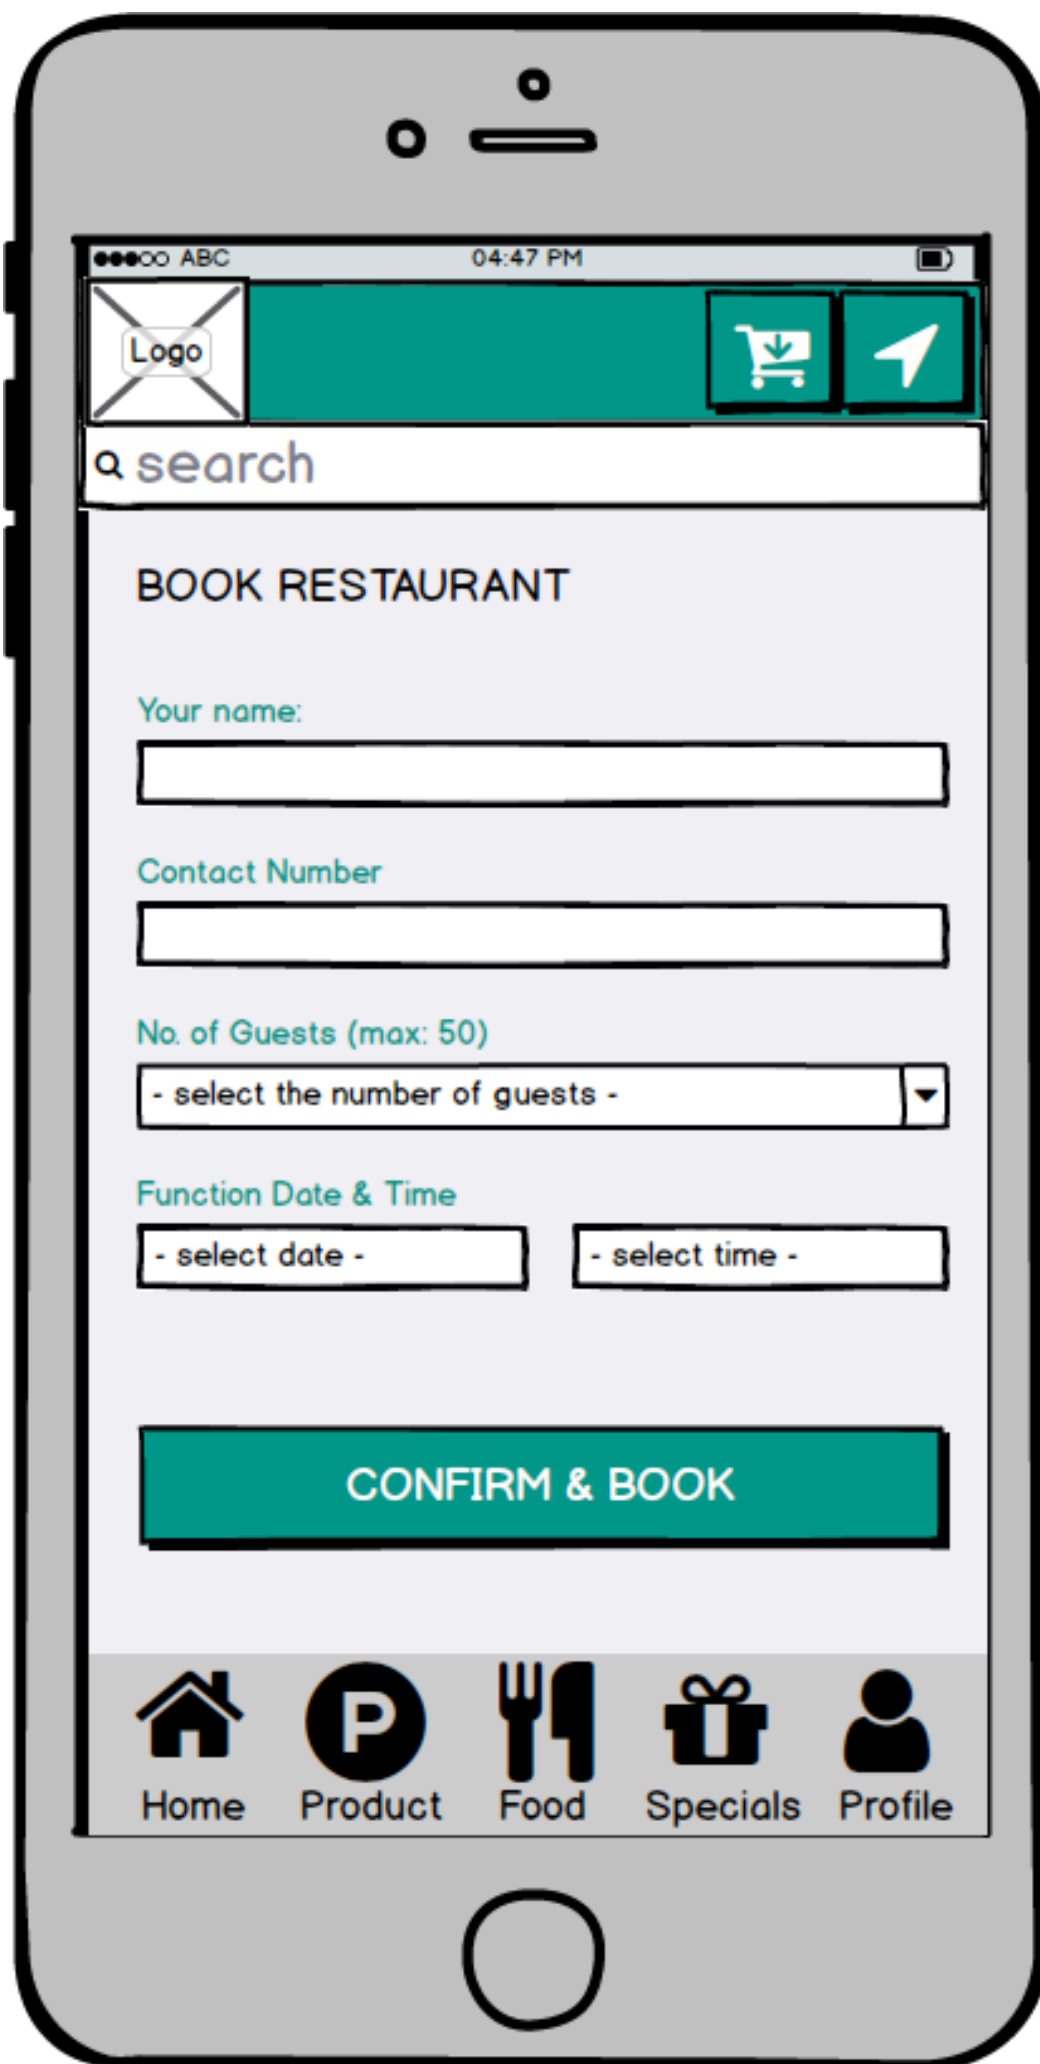 ABC 04:47 PM
Logo
search
BOOK RESTAURANT
Your name:
Contact Number
No. of Guests (max: 50)
- select the number of guests -
Function Date & Time
- select date - - select time -
CONFIRM & BOOK
P
Home Product Food Specials Profile